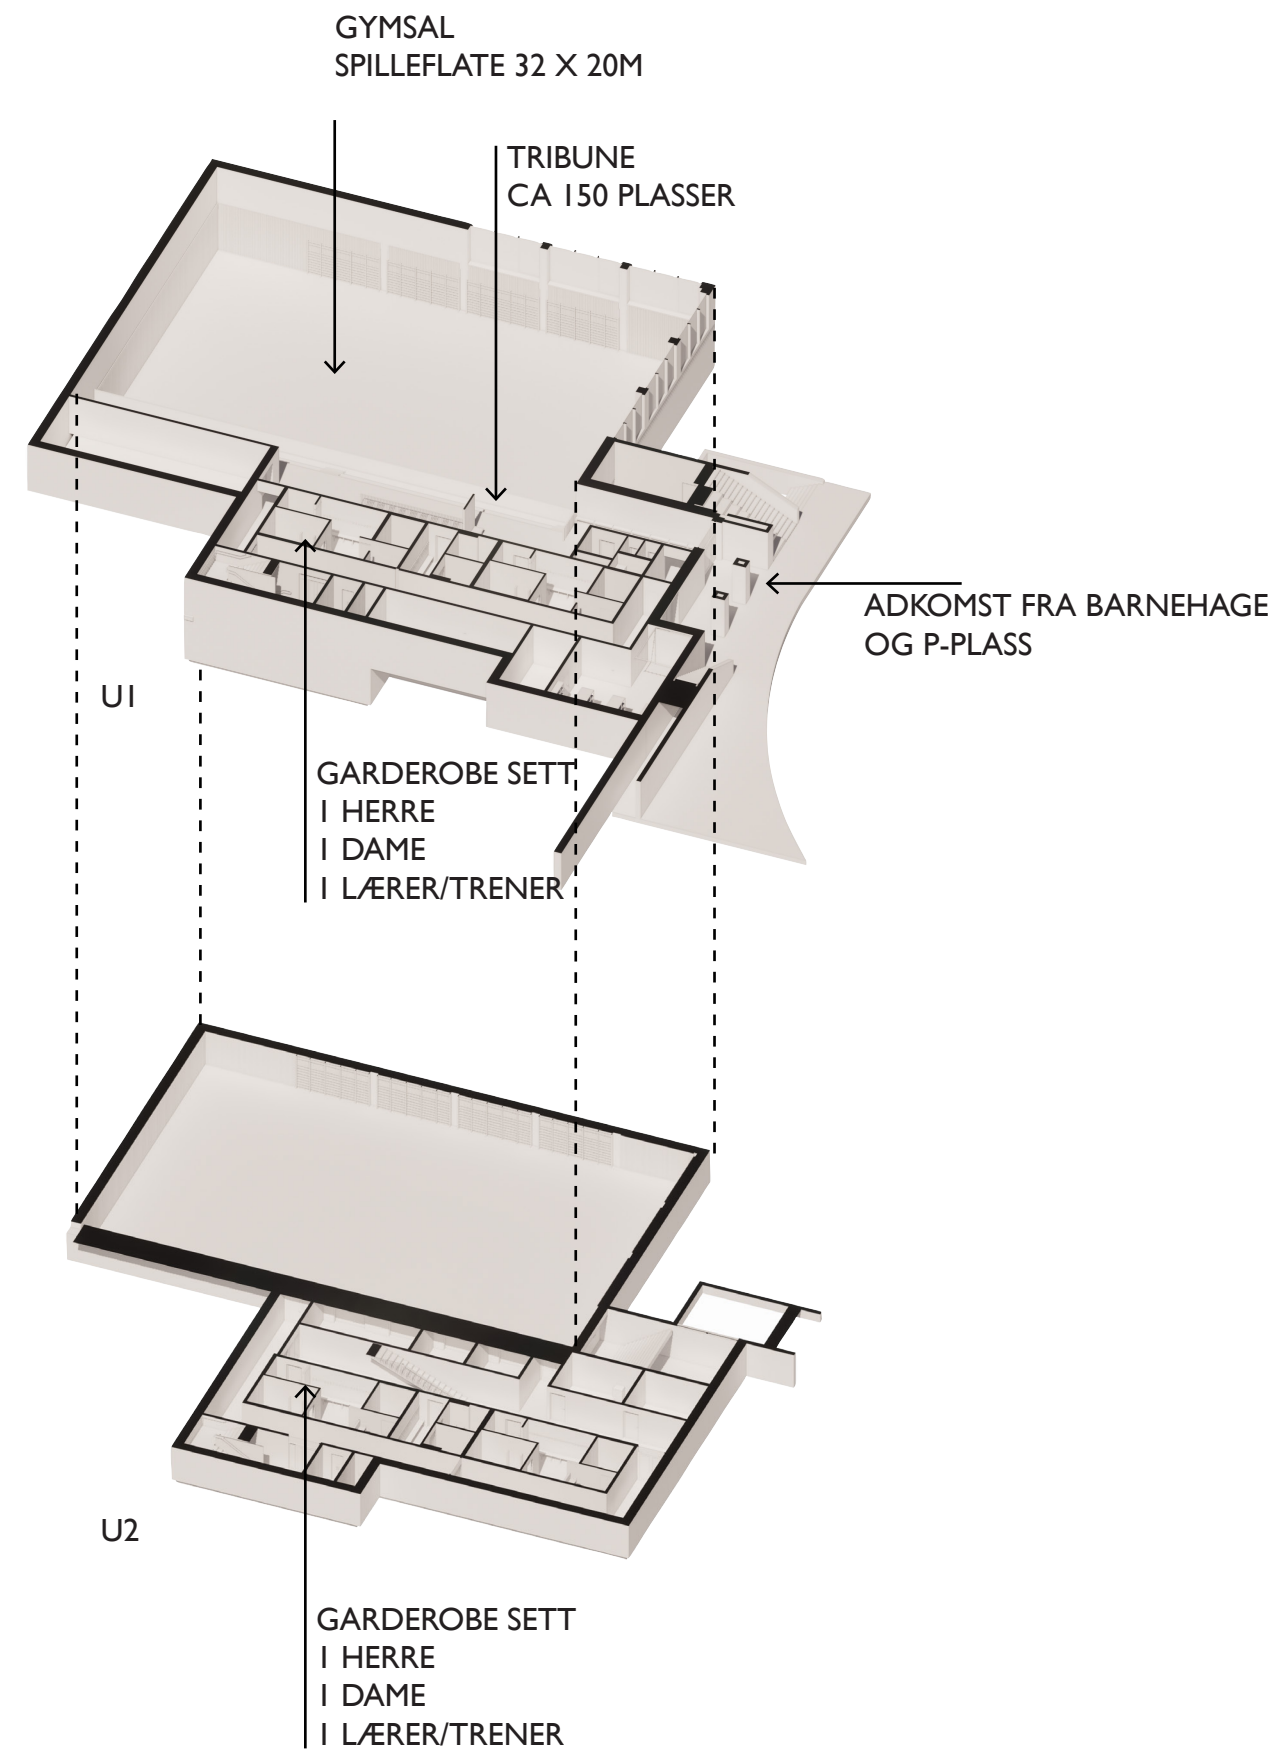 GYMSAL
SPILLEFLATE 32 X 20M
TRIBUNE
CA 150 PLASSER
ADKOMST FRA BARNEHAGE
OG P-PLASS
U1
GARDEROBE SETT
1 HERRE
1 DAME
1 LÆRER/TRENER
U2
GARDEROBE SETT
1 HERRE
1 DAME
1 LÆRER/TRENER